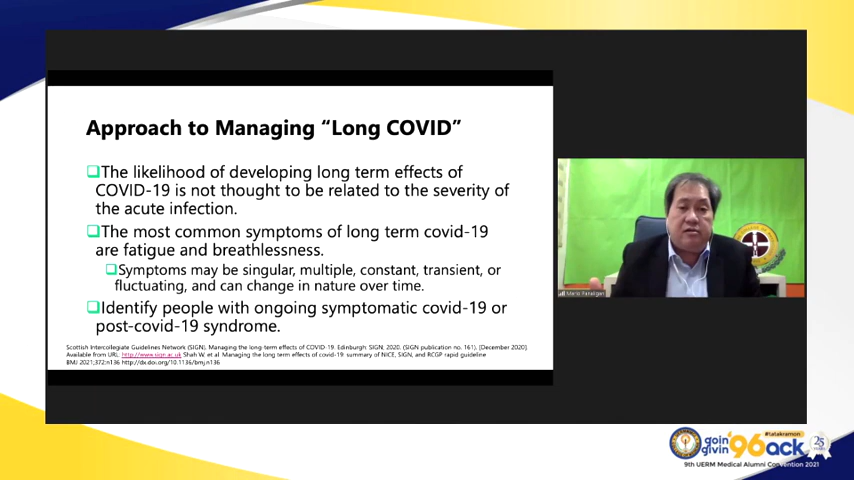 Approach to Managing “Long COVID”
❑The likelihood of developing long term effects of
COVID-19 is not thought to be related to the severity of
the acute infection.
❑The most common symptoms of long term covid-19
are fatigue and breathlessness.
❑Symptoms may be singular, multiple, constant, transient, or
fluctuating, and can change in nature over time.
❑Identify people with ongoing symptomatic covid-19 or
post-covid-19 syndrome.
Scottish Intercollegiate Guidelines Network (SIGN). Managing the long-term effects of COVID-19. Edinburgh: SIGN; 2020. (SIGN publication no. 161). [December 2020].
Available from URL: http://www.sign.ac.uk Shah W. et al. Managing the long term effects of covid-19: summary of NICE, SIGN, and RCGP rapid guideline
BMJ 2021;372:n136 http://dx.doi.org/10.1136/bmj.n136
#tatakramon
goin' '96 ack
givin
25
YEARS
9th UERM Medical Alumni Convention 2021